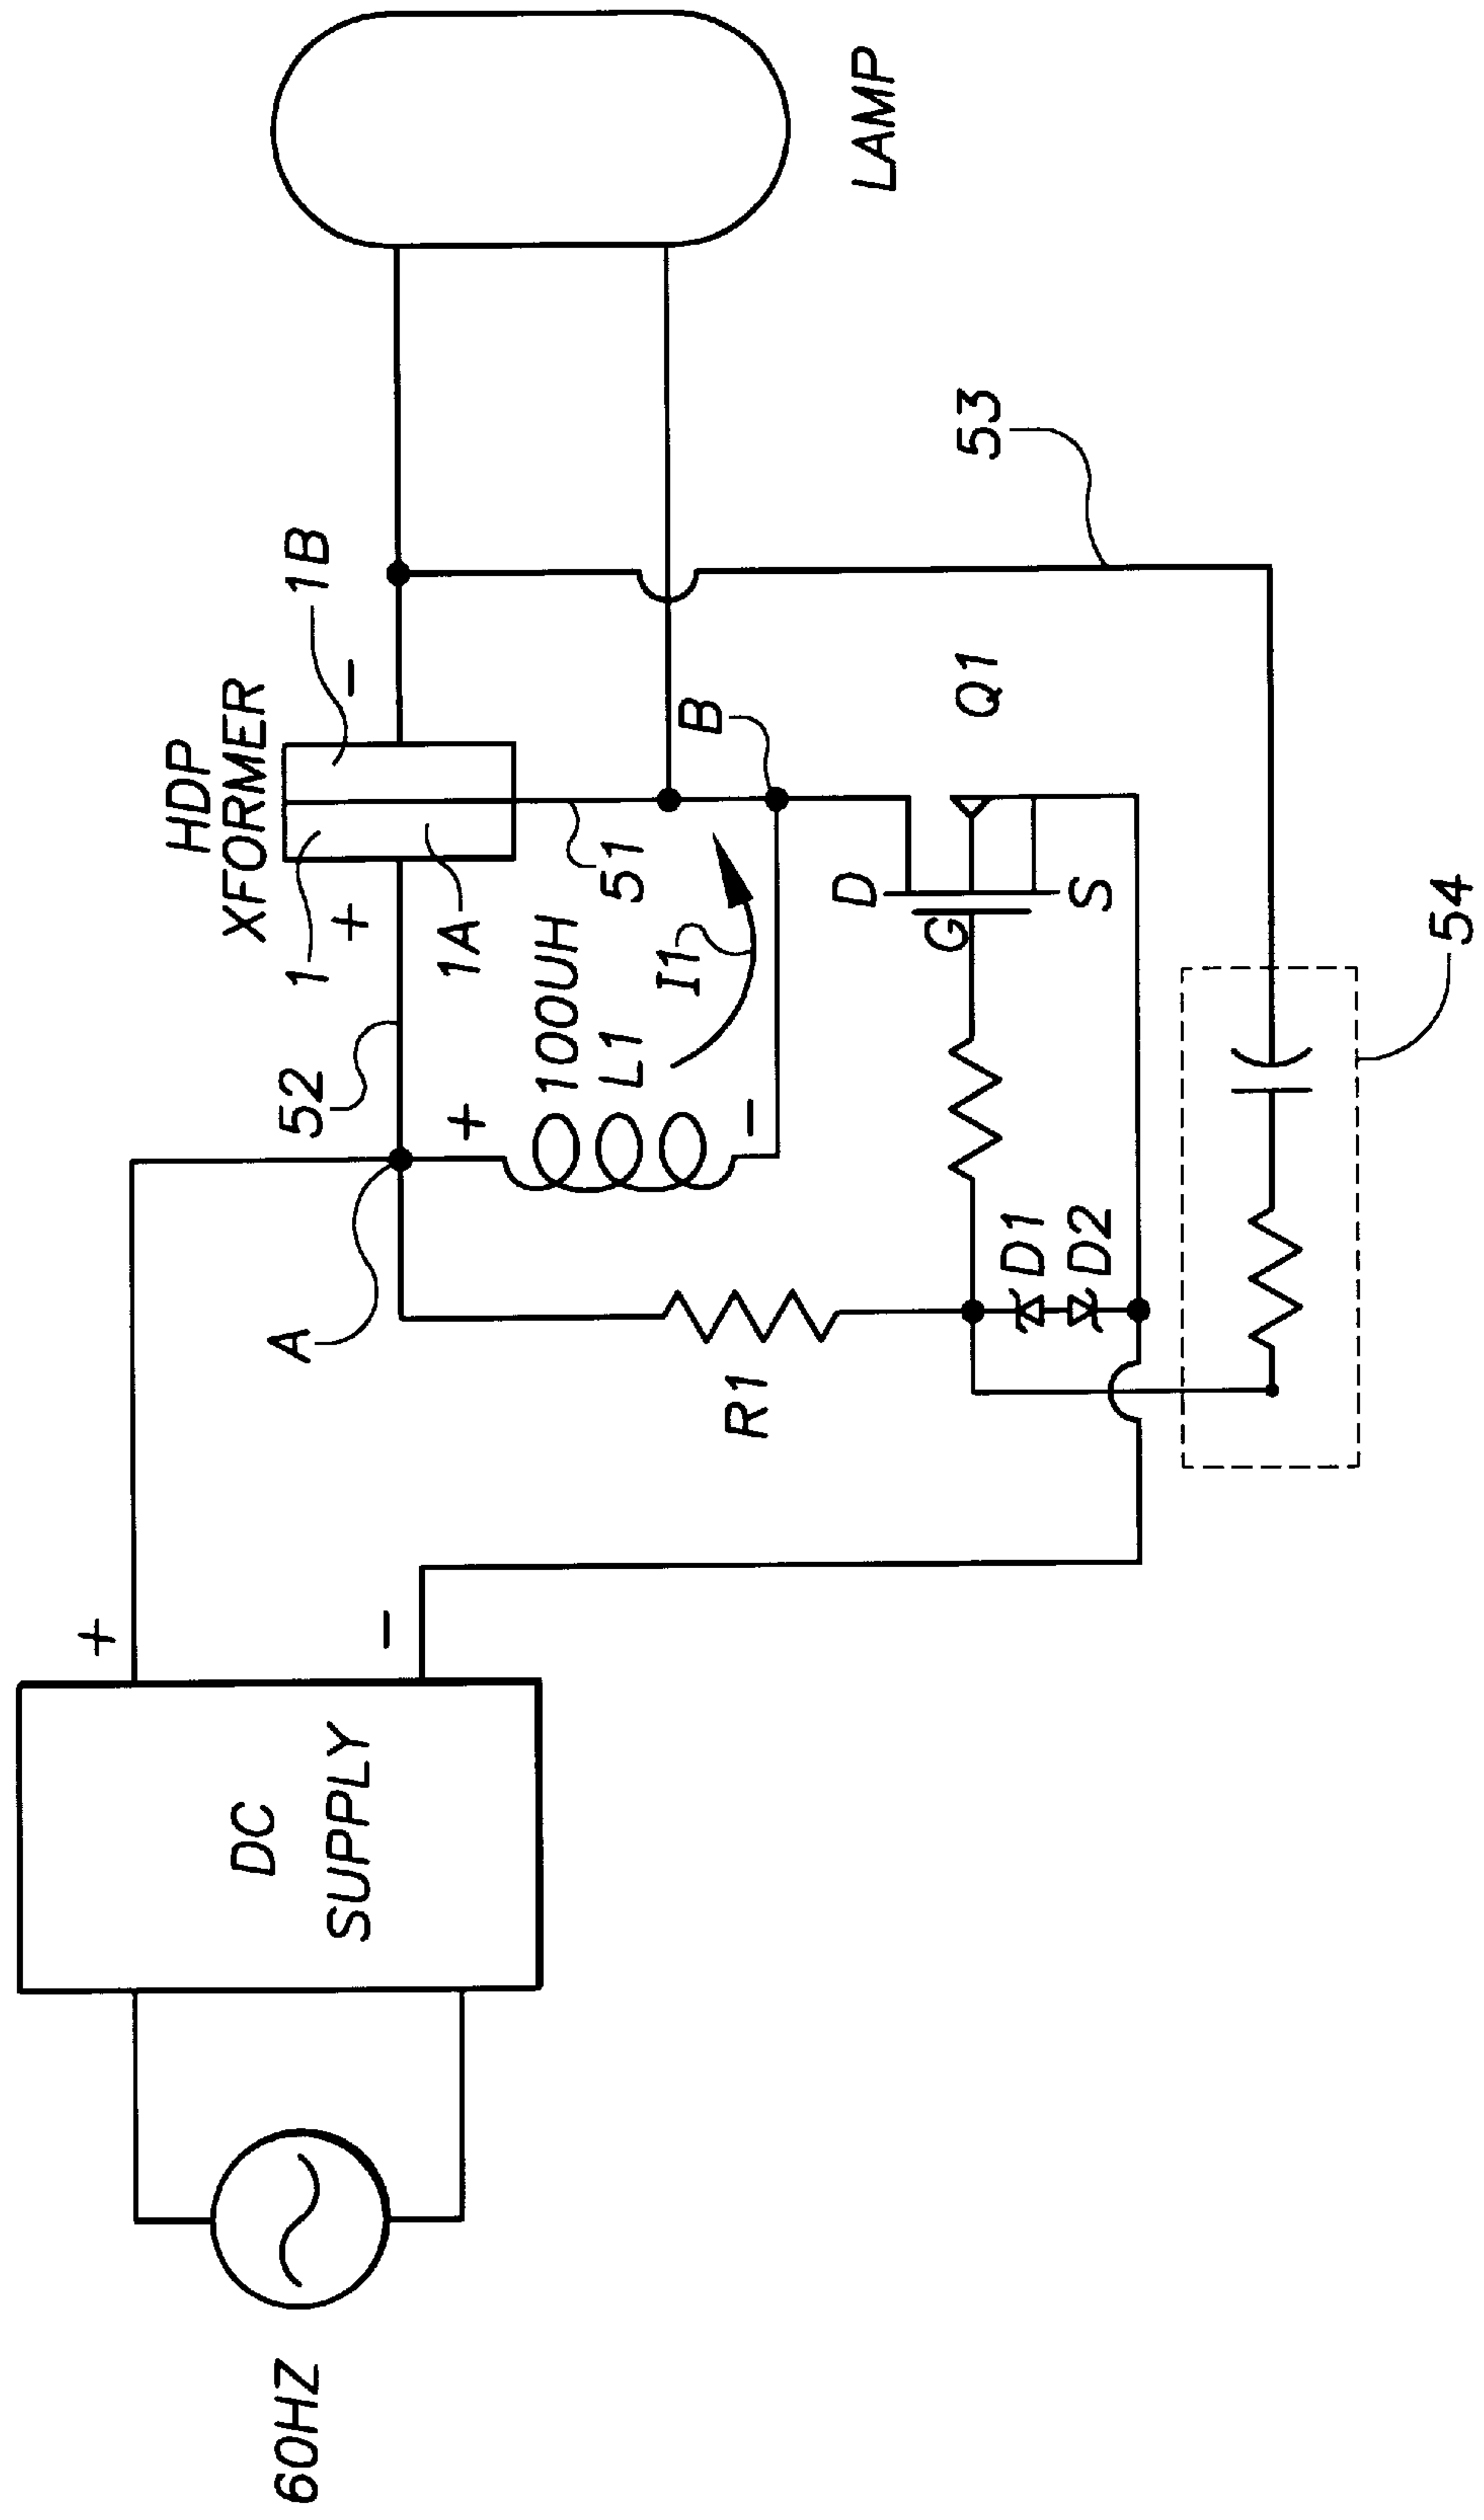 60HZ
DC
SUPPLY
+
-
A
52
HDP
XFORMER
1
+
-
1B
1A
+
100UH
L1
-
51
I1
B
LAMP
R1
D
G
S
Q1
D1
D2
53
54